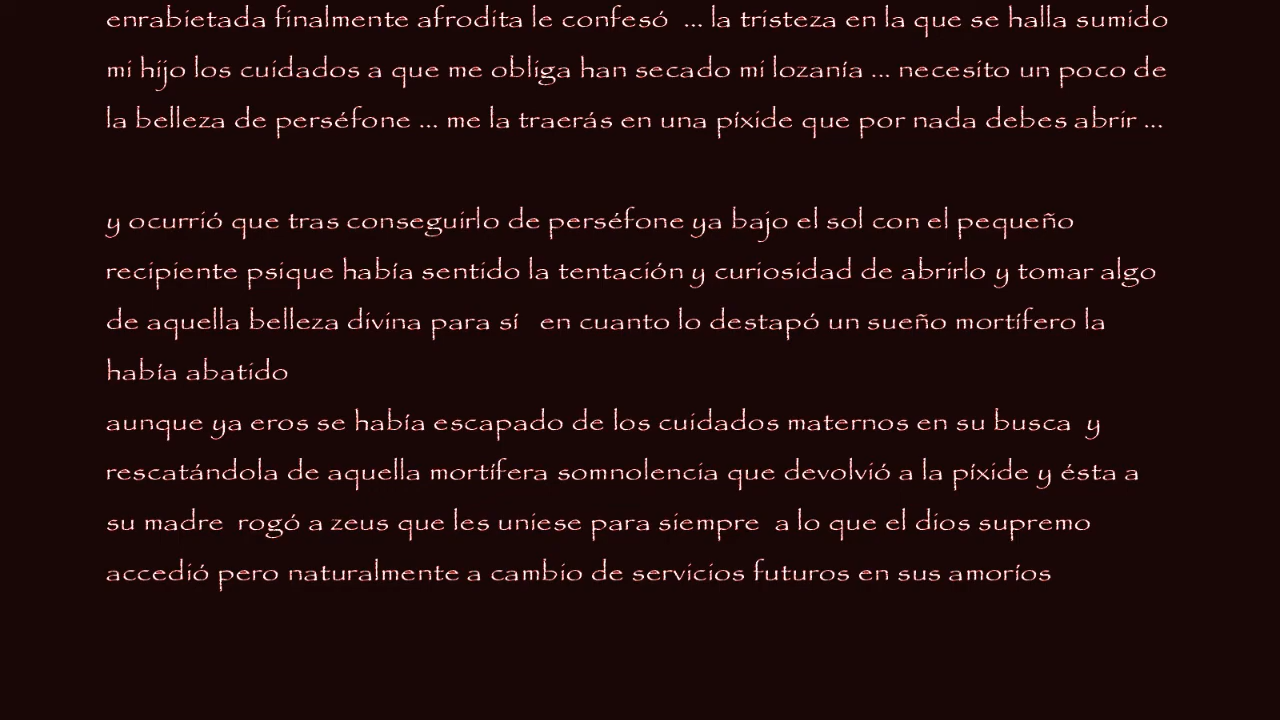 enrabietada finalmente afrodita le confesó ... la tristeza en la que se halla sumido
mi hijo los cuidados a que me obliga han secado mi lozanía ... necesito un poco de
la belleza de perséfone ... me la traerás en una píxide que por nada debes abrir ...
y ocurrió que tras conseguirlo de perséfone ya bajo el sol con el pequeño
recipiente psique había sentido la tentación y curiosidad de abrirlo y tomar algo
de aquella belleza divina para sí en cuanto lo destapó un sueño mortífero la
había abatido
aunque ya eros se había escapado de los cuidados maternos en su busca y
rescatándola de aquella mortífera somnolencia que devolvió a la píxide y ésta a
su madre rogó a zeus que les uniese para siempre a lo que el dios supremo
accedió pero naturalmente a cambio de servicios futuros en sus amoríos